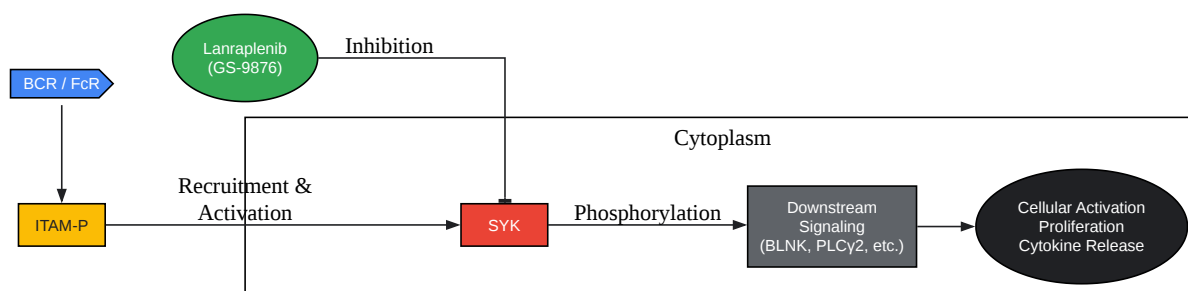 Lanraplenib
(GS-9876)
Inhibition
BCR / FcR
Cytoplasm
Recruitment &
Activation
ITAM-P
SYK
Phosphorylation
Downstream
Signaling
(BLNK, PLCγ2, etc.)
Cellular Activation
Proliferation
Cytokine Release